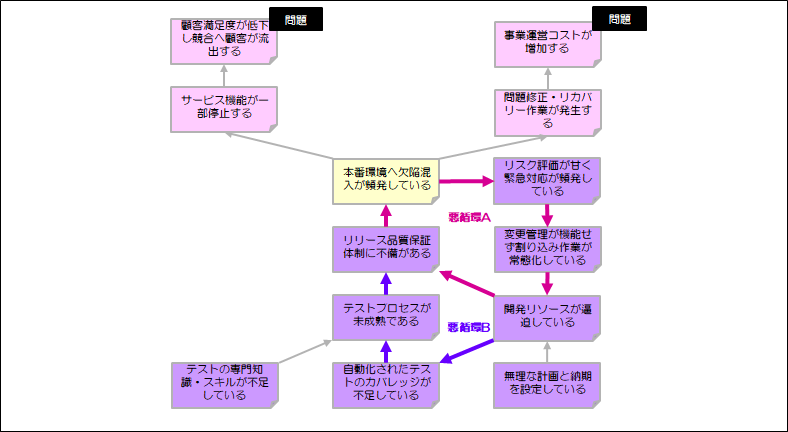 問題
顧客満足度が低下
し競合へ顧客が流
出する
問題
事業運営コストが
増加する
サービス機能が一
部停止する
問題修正・リカバ
リー作業が発生す
る
本番環境へ欠陥混
入が頻発している
リスク評価が甘く
緊急対応が頻発し
ている
悪循環A
リリース品質保証
体制に不備がある
変更管理が機能せ
ず割り込み作業が
常態化している
テストプロセスが
未成熟である
悪循環B
開発リソースが逼
迫している
テストの専門知
識・スキルが不足
している
自動化されたテス
トのカバレッジが
不足している
無理な計画と納期
を設定している